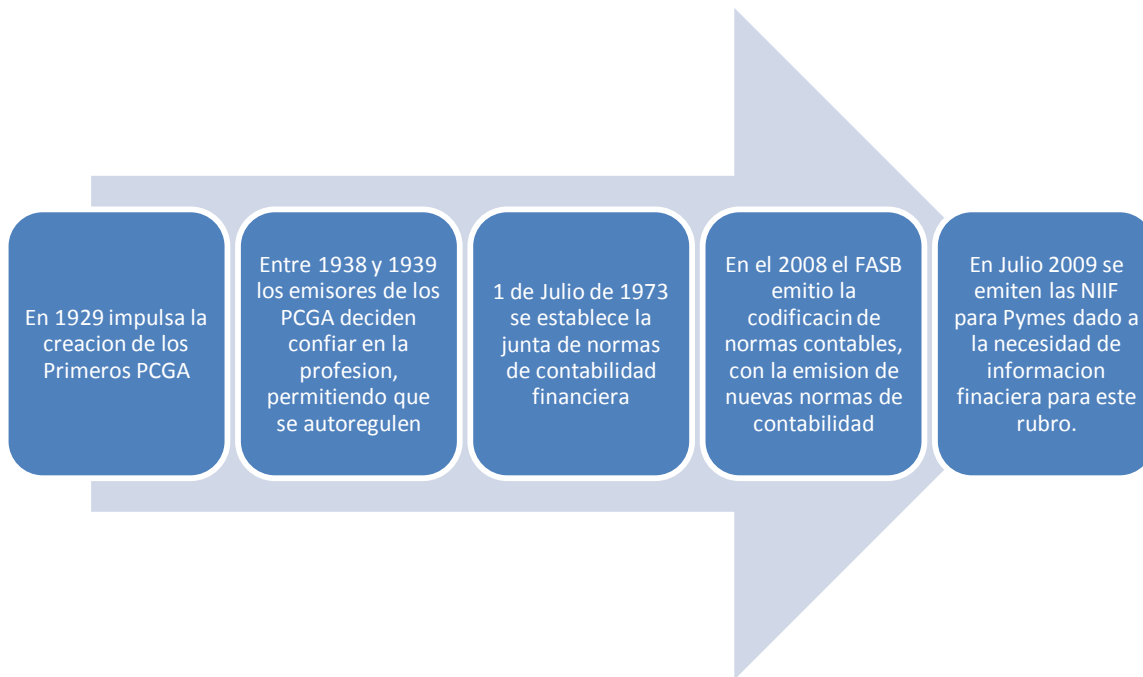 En 1929 impulsa la
creacion de los
Primeros PCGA
Entre 1938 y 1939
los emisores de los
PCGA deciden
confiar en la
profesion,
permitiendo que
se autoregulen
1 de Julio de 1973
se establece la
junta de normas
de contabilidad
financiera
En el 2008 el FASB
emitio la
codificacin de
normas contables,
con la emision de
nuevas normas de
contabilidad
En Julio 2009 se
emiten las NIIF
para Pymes dado a
la necesidad de
informacion
finaciera para este
rubro.